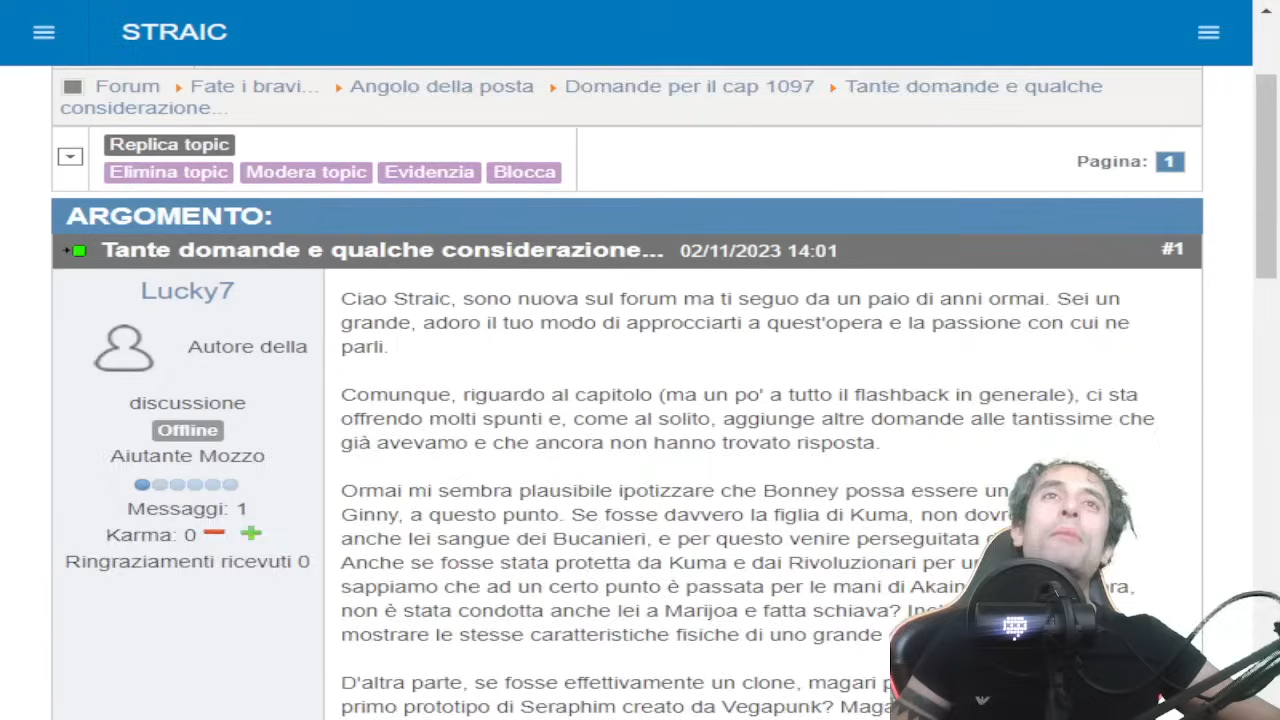 STRAIC
Forum Fate i bravi... Angolo della posta Domande per il cap 1097 Tante domande e qualche
considerazione...
Replica topic
Elimina topic Modera topic Evidenzia Blocca
Pagina: 1
ARGOMENTO:
Tante domande e qualche considerazione... 02/11/2023 14:01 #1
Lucky7
Autore della
discussione
Offline
Aiutante Mozzo
Messaggi: 1
Karma: 0
Ringraziamenti ricevuti 0
Ciao Straic, sono nuova sul forum ma ti seguo da un paio di anni ormai. Sei un
grande, adoro il tuo modo di approcciarti a quest'opera e la passione con cui ne
parli.
Comunque, riguardo al capitolo (ma un po' a tutto il flashback in generale), ci sta
offrendo molti spunti e, come al solito, aggiunge altre domande alle tantissime che
già avevamo e che ancora non hanno trovato risposta.
Ormai mi sembra plausibile ipotizzare che Bonney possa essere un
Ginny, a questo punto. Se fosse davvero la figlia di Kuma, non
anche lei sangue dei Bucanieri, e per questo venire perseguitata
Anche se fosse stata protetta da Kuma e dai Rivoluzionari per
sappiamo che ad un certo punto è passata per le mani di
non è stata condotta anche lei a Marijoa e fatta schiava?
mostrare le stesse caratteristiche fisiche di uno grande
D'altra parte, se fosse effettivamente un clone, magari
primo prototipo di Seraphim creato da Vegapunk?